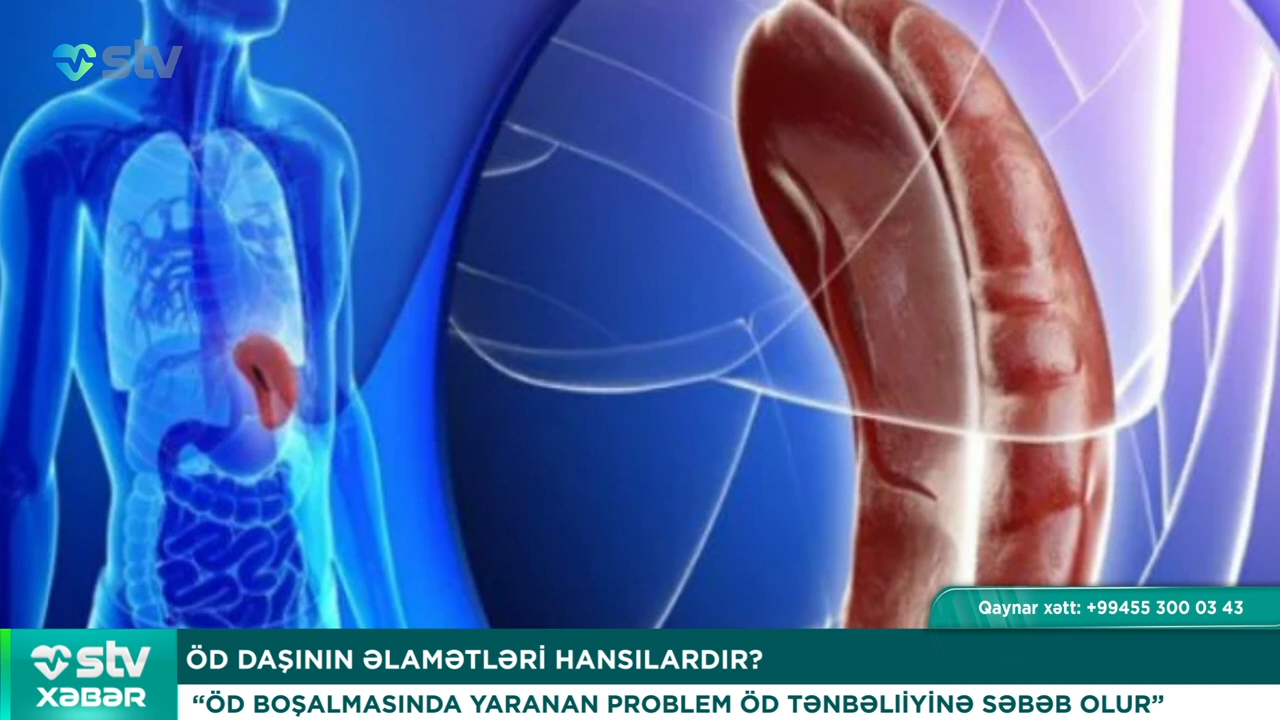 stv
Qaynar xətt: +99455 300 03 43
stv
XƏBƏR
ÖD DAŞININ ƏLAMƏTLƏRİ HANSILARDIR?
“ÖD BOŞALMASINDA YARANAN PROBLEM ÖD TƏNBƏLİİYİNƏ SƏBƏB OLUR”